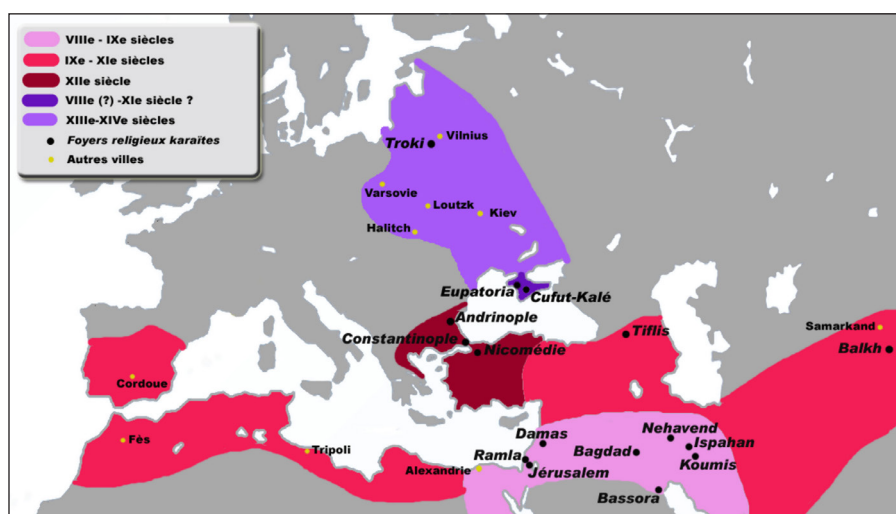 VIIIe - IXe siècles
IXe - XIe siècles
XIIe siècle
VIIIe (?) -XIe siècle ?
XIIIe-XIVe siècles
Foyers religieux karaïtes
Autres villes
Vilnius
Troki
Varsovie
Loutzk
Kiev
Halitch
Eupatoria
Cufut-Kalé
Andrinople
Constantinople
Nicomédie
Tiflis
Samarkand
Balkh
Cordoue
Fès
Tripoli
Alexandrie
Damas
Ramla
Jérusalem
Bagdad
Nehavend
Ispahan
Koumis
Bassora